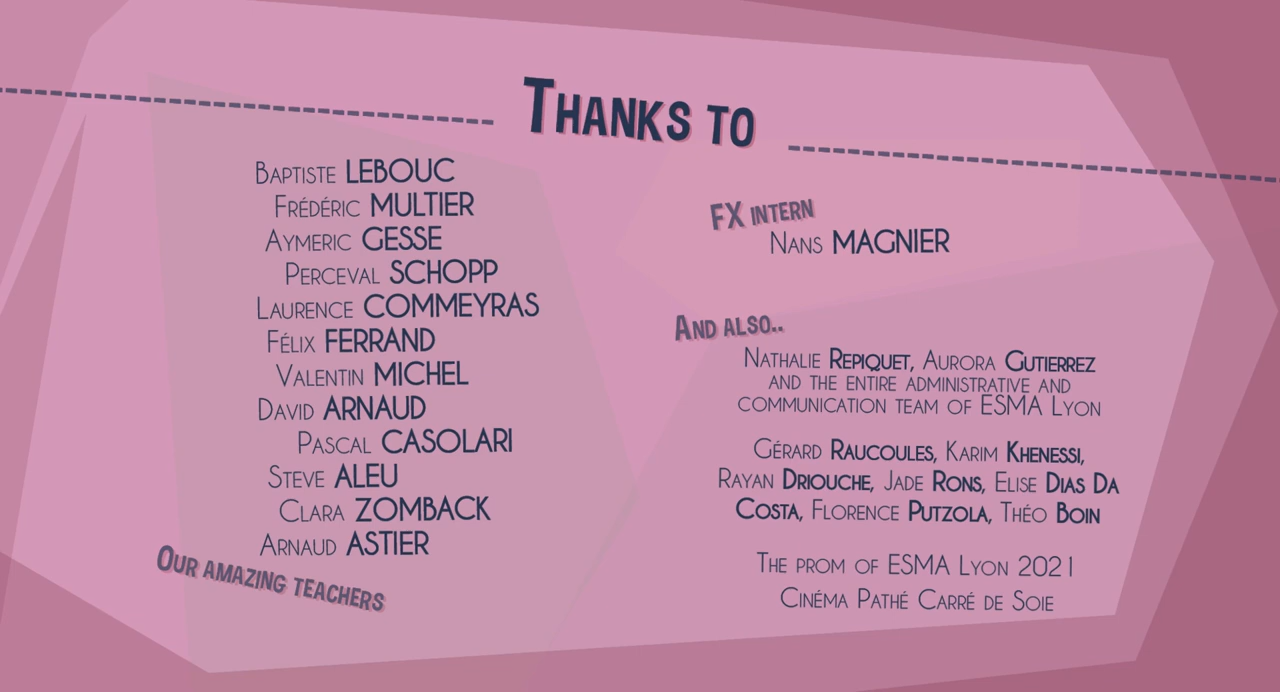 Thanks to
Baptiste LEBOUC
Frédéric MULTIER
Aymeric GESSE
Perceval SCHOPP
Laurence COMMEYRAS
Félix FERRAND
Valentin MICHEL
David ARNAUD
Pascal CASOLARI
Steve ALEU
Clara ZOMBACK
Arnaud ASTIER
Our amazing teachers
FX intern
Nans MAGNIER
And also..
Nathalie Repiquet, Aurora Gutierrez
and the entire administrative and
communication team of ESMA Lyon
Gérard Raucoules, Karim Khenessi,
Rayan Driouche, Jade Rons, Elise Dias Da
Costa, Florence Putzola, Théo Boin
The prom of ESMA Lyon 2021
Cinéma Pathé Carré de Soie